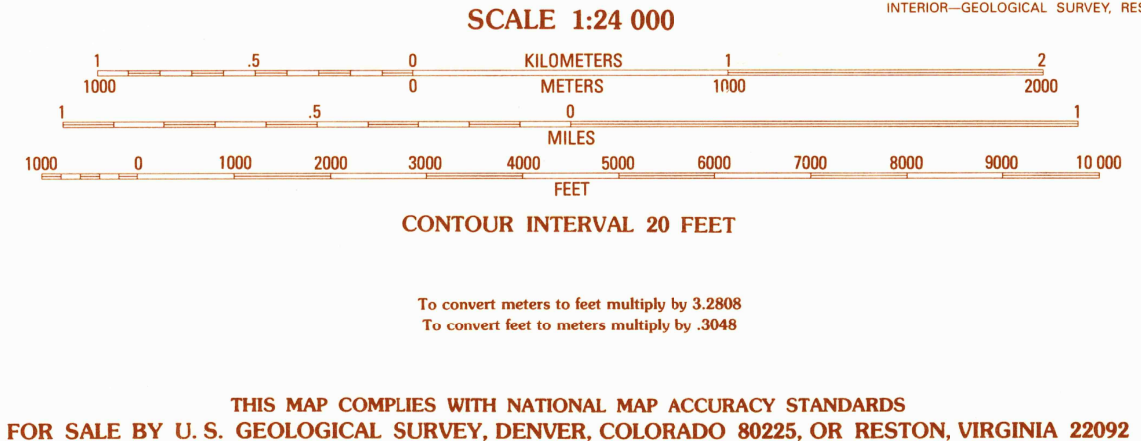 INTERIOR—GEOLOGICAL SURVEY,
SCALE 1:24 000
1 .5 0 KILOMETERS 1 2
1000 0 METERS 1000 2000
1 .5 0 1
MILES
1000 0 1000 2000 3000 4000 5000 6000 7000 8000 9000 10 000
FEET
CONTOUR INTERVAL 20 FEET
To convert meters to feet multiply by 3.2808
To convert feet to meters multiply by .3048
THIS MAP COMPLIES WITH NATIONAL MAP ACCURACY STANDARDS
FOR SALE BY U. S. GEOLOGICAL SURVEY, DENVER, COLORADO 80225, OR RESTON, VIRGINIA 22092